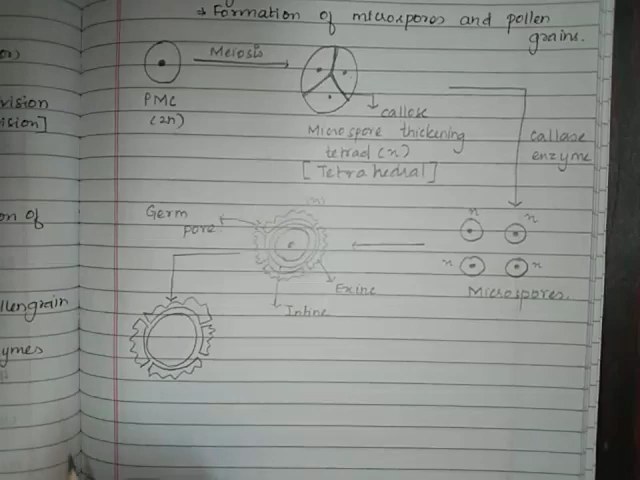 → Formation of microspores and pollen
grains.
Meiosis
PMC
(2n)
callose
thickening
Microspore
tetrad (n)
[Tetrahedral]
callase
enzyme
n
n
n
n
Microspores.
(n)
Germ
pore.
Exine
Intine
vision
ision]
on of
llengrain
ymes